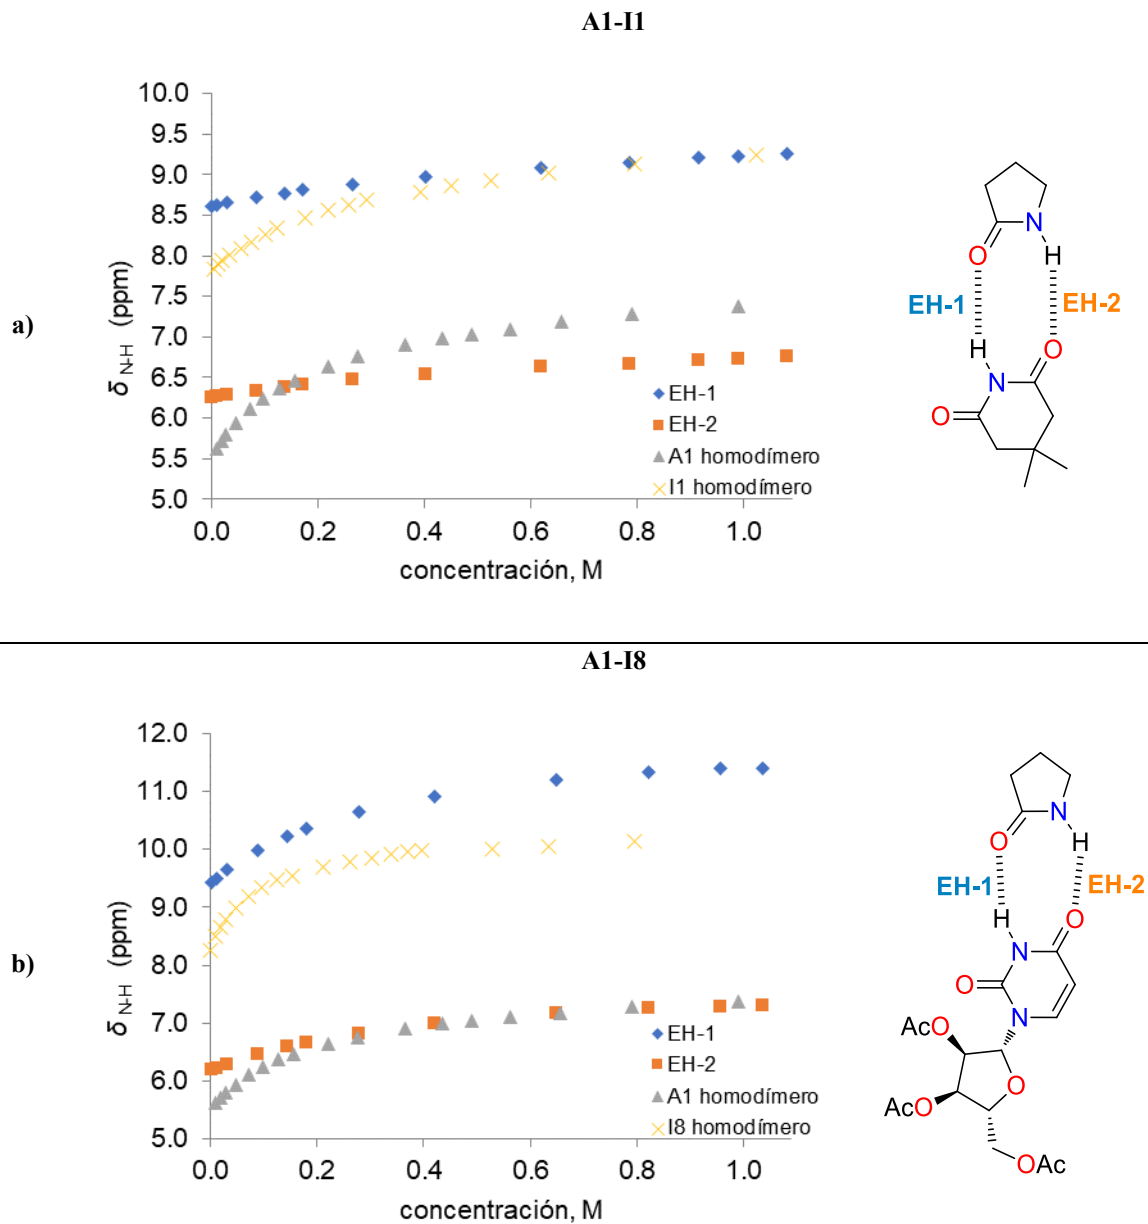 A1-I1
a)
10.0
9.5
9.0
8.5
8.0
7.5
7.0
6.5
6.0
5.5
5.0
δ N-H (ppm)
0.0 0.2 0.4 0.6 0.8 1.0
concentración, M
EH-1
EH-2
A1 homodímero
I1 homodímero
N
O H
EH-1 EH-2
H O
N
O
A1-I8
b)
12.0
11.0
10.0
9.0
8.0
7.0
6.0
5.0
δ N-H (ppm)
0.0 0.2 0.4 0.6 0.8 1.0
concentración, M
EH-1
EH-2
A1 homodímero
I8 homodímero
N
O H
EH-1 EH-2
H O
N
O
N
AcO
O
AcO
OAc